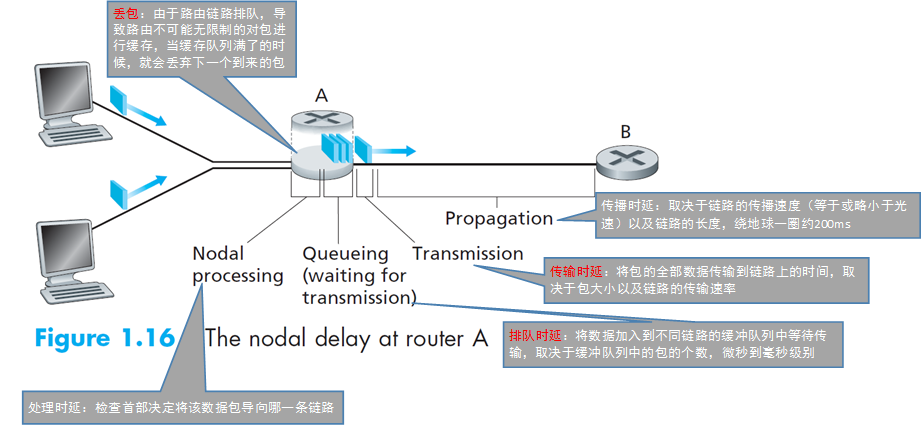 丢包：由于路由链路排队，导
致路由不可能无限制的对包进
行缓存，当缓存队列满了的时
候，就会丢弃下一个到来的包
A
B
传播时延：取决于链路的传播速度（等于或略小于光
速）以及链路的长度，绕地球一圈约200ms
Propagation
Nodal
processing
Queueing
(waiting for
transmission)
Transmission
传输时延：将包的全部数据传输到链路上的时间，取
决于包大小以及链路的传输速率
Figure 1.16 The nodal delay at router A
排队时延：将数据加入到不同链路的缓冲队列中等待传
输，取决于缓冲队列中的包的个数，微秒到毫秒级别
处理时延：检查首部决定将该数据包导向哪一条链路